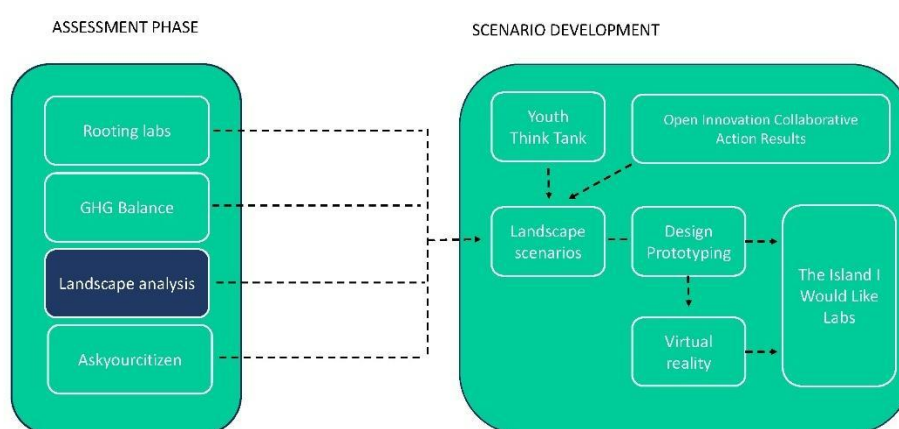 ASSESSMENT PHASE
Rooting labs
GHG Balance
Landscape analysis
Askyourcitizen
SCENARIO DEVELOPMENT
Youth
Think Tank
Open Innovation Collaborative
Action Results
Landscape
scenarios
Design
Prototyping
Virtual
reality
The Island I
Would Like
Labs